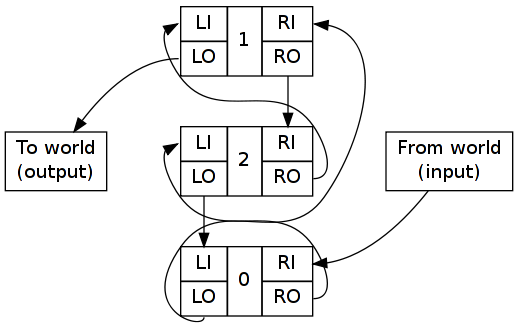 LI 1 RI
LO RO
To world
(output)
LI 2 RI
LO RO
From world
(input)
LI 0 RI
LO RO